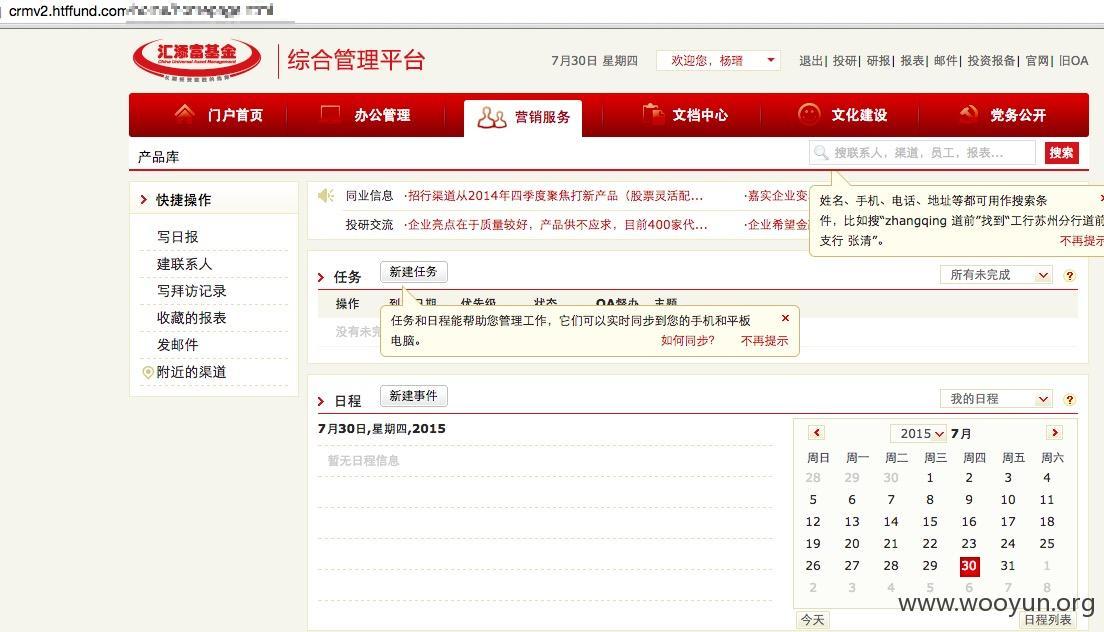 crmv2.htffund.com/home/homepage.html
汇添富基金
China Universal Asset Management
综合管理平台
7月30日 星期四
欢迎您，杨瑨
退出| 投研| 研报| 报表| 邮件| 投资报备| 官网| 旧OA
门户首页 办公管理 营销服务 文档中心 文化建设 党务公开
产品库
搜联系人，渠道，员工，报表...
搜索
快捷操作
写日报
建联系人
写拜访记录
收藏的报表
发邮件
附近的渠道
同业信息 ·招行渠道从2014年四季度聚焦打新产品（股票灵活配... ·嘉实企业变
投研交流 ·企业亮点在于质量较好，产品供不应求，目前400家代... ·企业希望金
姓名、手机、电话、地址等都可用作搜索条
件，比如搜“zhangqing 道前”找到“工行苏州分行道前
支行 张清”。
不再提示
任务 新建任务 所有未完成 ?
操作 到 日期 优先级 状态 OA督办 主题
没有未完
任务和日程能帮助您管理工作，它们可以实时同步到您的手机和平板
电脑。
如何同步? 不再提示
日程 新建事件 我的日程 ?
7月30日,星期四,2015
暂无日程信息
2015 7月
周日 周一 周二 周三 周四 周五 周六
28 29 30 1 2 3 4
5 6 7 8 9 10 11
12 13 14 15 16 17 18
19 20 21 22 23 24 25
26 27 28 29 30 31 1
2 3 4 5 6 7 8
今天 日程列表
www.wooyun.org